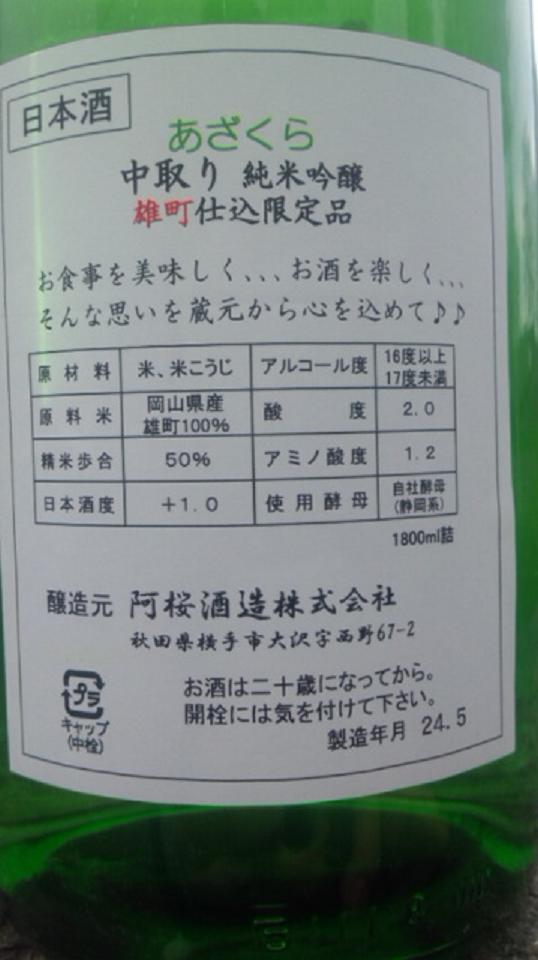 日本酒
あざくら
中取り 純米吟醸
雄町仕込限定品
お食事を美味しく、、、お酒を楽しく、、、
そんな思いを蔵元から心を込めて♪♪
原材料 米、米こうじ アルコール度 16度以上
17度未満
原料米 岡山県産
雄町100% 酸度 2.0
精米歩合 50% アミノ酸度 1.2
日本酒度 +1.0 使用酵母 自社酵母
(静岡系)
1800ml詰
醸造元 阿桜酒造株式会社
秋田県横手市大沢字西野67-2
プラ
キャップ
(中栓)
お酒は二十歳になってから。
開栓には気を付けて下さい。
製造年月 24.5